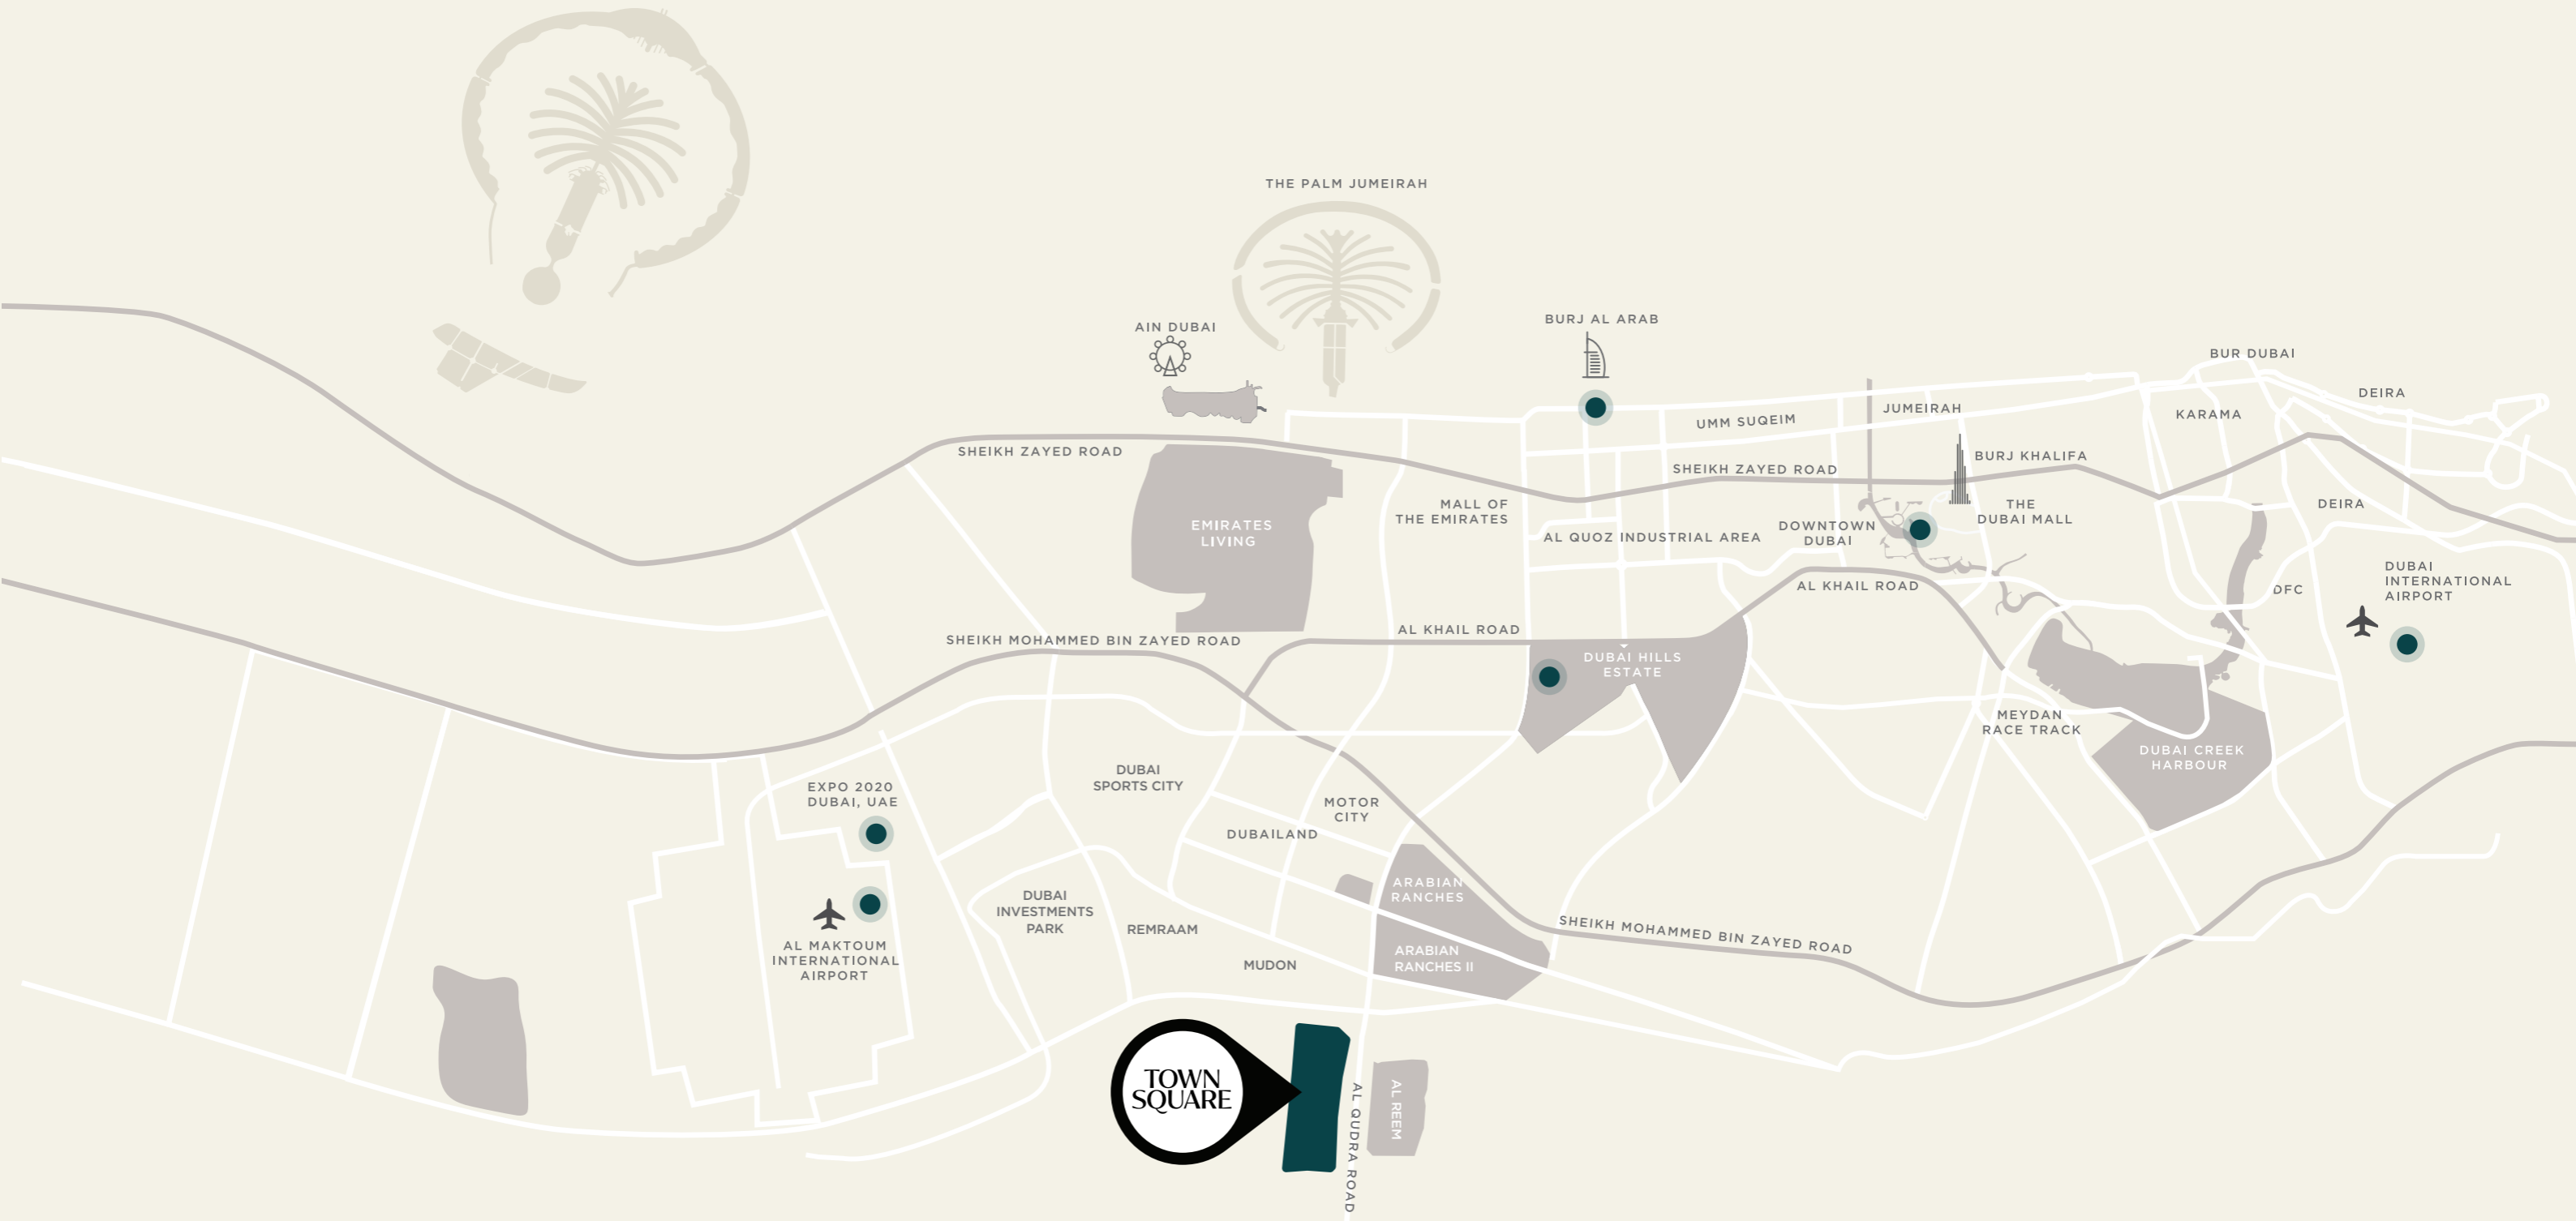 THE PALM JUMEIRAH
AIN DUBAI
BURJ AL ARAB
BUR DUBAI
DEIRA
JUMEIRAH
KARAMA
UMM SUQEIM
SHEIKH ZAYED ROAD
BURJ KHALIFA
SHEIKH ZAYED ROAD
MALL OF
THE EMIRATES
THE
DUBAI MALL
DEIRA
EMIRATES
LIVING
DOWNTOWN
DUBAI
AL QUOZ INDUSTRIAL AREA
DUBAI
INTERNATIONAL
AIRPORT
AL KHAIL ROAD
DFC
AL KHAIL ROAD
SHEIKH MOHAMMED BIN ZAYED ROAD
DUBAI HILLS
ESTATE
MEYDAN
RACE TRACK
DUBAI CREEK
HARBOUR
DUBAI
SPORTS CITY
EXPO 2020
DUBAI, UAE
MOTOR
CITY
DUBAILAND
ARABIAN
RANCHES
DUBAI
INVESTMENTS
PARK
REMRAAM
SHEIKH MOHAMMED BIN ZAYED ROAD
AL MAKTOUM
INTERNATIONAL
AIRPORT
MUDON
ARABIAN
RANCHES II
TOWN
SQUARE
AL QUDRA ROAD
AL REEM